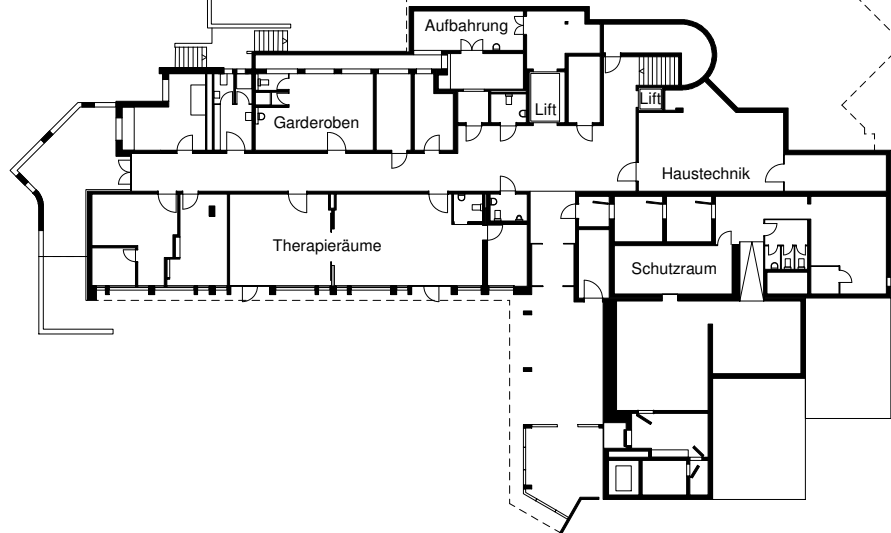 Aufbahrung
Lift
Lift
Garderoben
Haustechnik
Therapieräume
Schutzraum